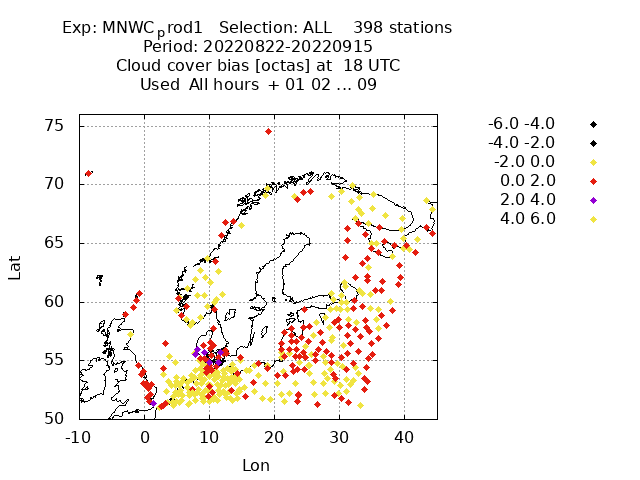 Exp: MNWCprod1 Selection: ALL 398 stations
Period: 20220822-20220915
Cloud cover bias [octas] at 18 UTC
Used All hours + 01 02 ... 09
75
70
65
60
55
50
-10 0 10 20 30 40
Lat
Lon
-6.0 -4.0
-4.0 -2.0
-2.0 0.0
0.0 2.0
2.0 4.0
4.0 6.0